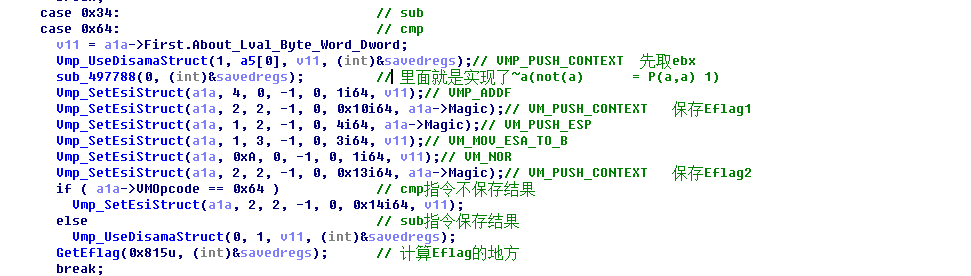 case 0x34: // sub
case 0x64: // cmp
v11 = a1a->First.About_Lval_Byte_Word_Dword;
Vmp_UseDisamaStruct(1, a5[0], v11, (int)&savedregs);// VMP_PUSH_CONTEXT 先取ebx
sub_497788(0, (int)&savedregs); // 里面就是实现了~a(not(a) = P(a,a) 1)
Vmp_SetEsiStruct(a1a, 4, 0, -1, 0, 1i64, v11);// VMP_ADDF
Vmp_SetEsiStruct(a1a, 2, 2, -1, 0, 0x10i64, a1a->Magic);// VM_PUSH_CONTEXT 保存Eflag1
Vmp_SetEsiStruct(a1a, 1, 2, -1, 0, 4i64, a1a->Magic);// VM_PUSH_ESP
Vmp_SetEsiStruct(a1a, 1, 3, -1, 0, 3i64, v11);// VM_MOV_ESA_TO_B
Vmp_SetEsiStruct(a1a, 0xA, 0, -1, 0, 1i64, v11);// VM_NOR
Vmp_SetEsiStruct(a1a, 2, 2, -1, 0, 0x13i64, a1a->Magic);// VM_PUSH_CONTEXT 保存Eflag2
if ( a1a->VMOpcode == 0x64 ) // cmp指令不保存结果
Vmp_SetEsiStruct(a1a, 2, 2, -1, 0, 0x14i64, v11);
else // sub指令保存结果
Vmp_UseDisamaStruct(0, 1, v11, (int)&savedregs);
GetEflag(0x815u, (int)&savedregs); // 计算Eflag的地方
break;